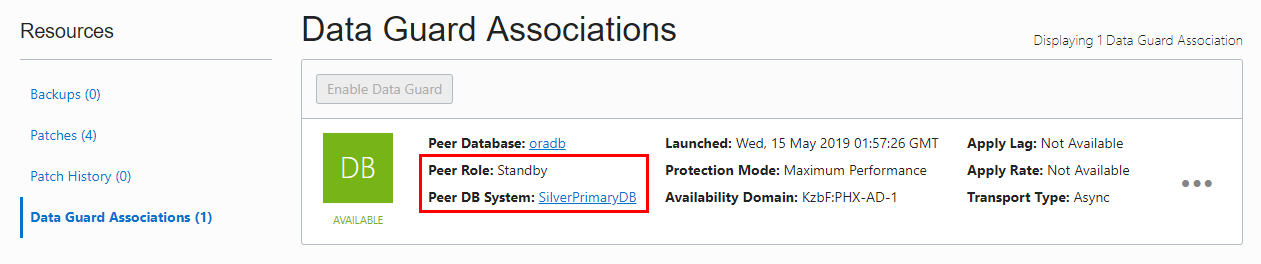 Resources
Backups (0)
Patches (4)
Patch History (0)
Data Guard Associations (1)
Data Guard Associations
Displaying 1 Data Guard Association
Enable Data Guard
DB
AVAILABLE
Peer Database: oradb
Peer Role: Standby
Peer DB System: SilverPrimaryDB
Launched: Wed, 15 May 2019 01:57:26 GMT
Protection Mode: Maximum Performance
Availability Domain: KzbF:PHX-AD-1
Apply Lag: Not Available
Apply Rate: Not Available
Transport Type: Async